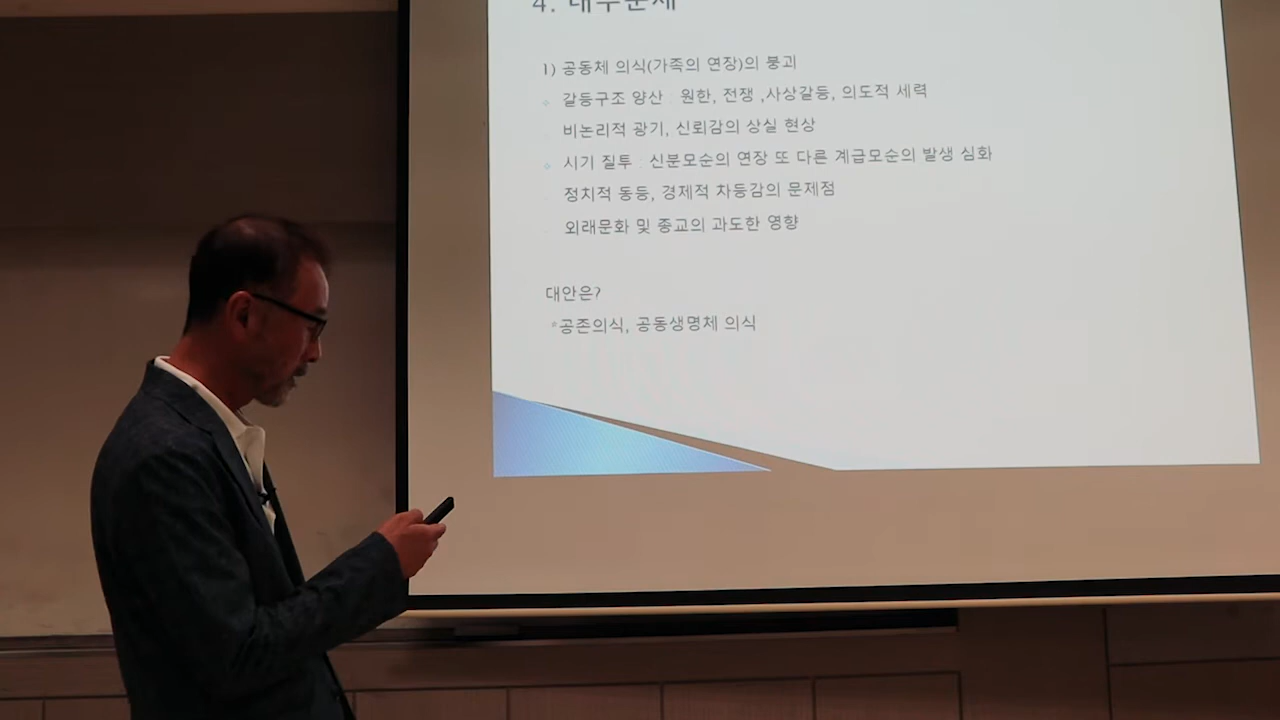 4. 내부문제
1) 공동체 의식(가족의 연장)의 붕괴
갈등구조 양산 : 원한, 전쟁 ,사상갈등, 의도적 세력
비논리적 광기, 신뢰감의 상실 현상
시기 질투 : 신분모순의 연장 또 다른 계급모순의 발생 심화
정치적 동등, 경제적 차등감의 문제점
외래문화 및 종교의 과도한 영향
대안은?
*공존의식, 공동생명체 의식